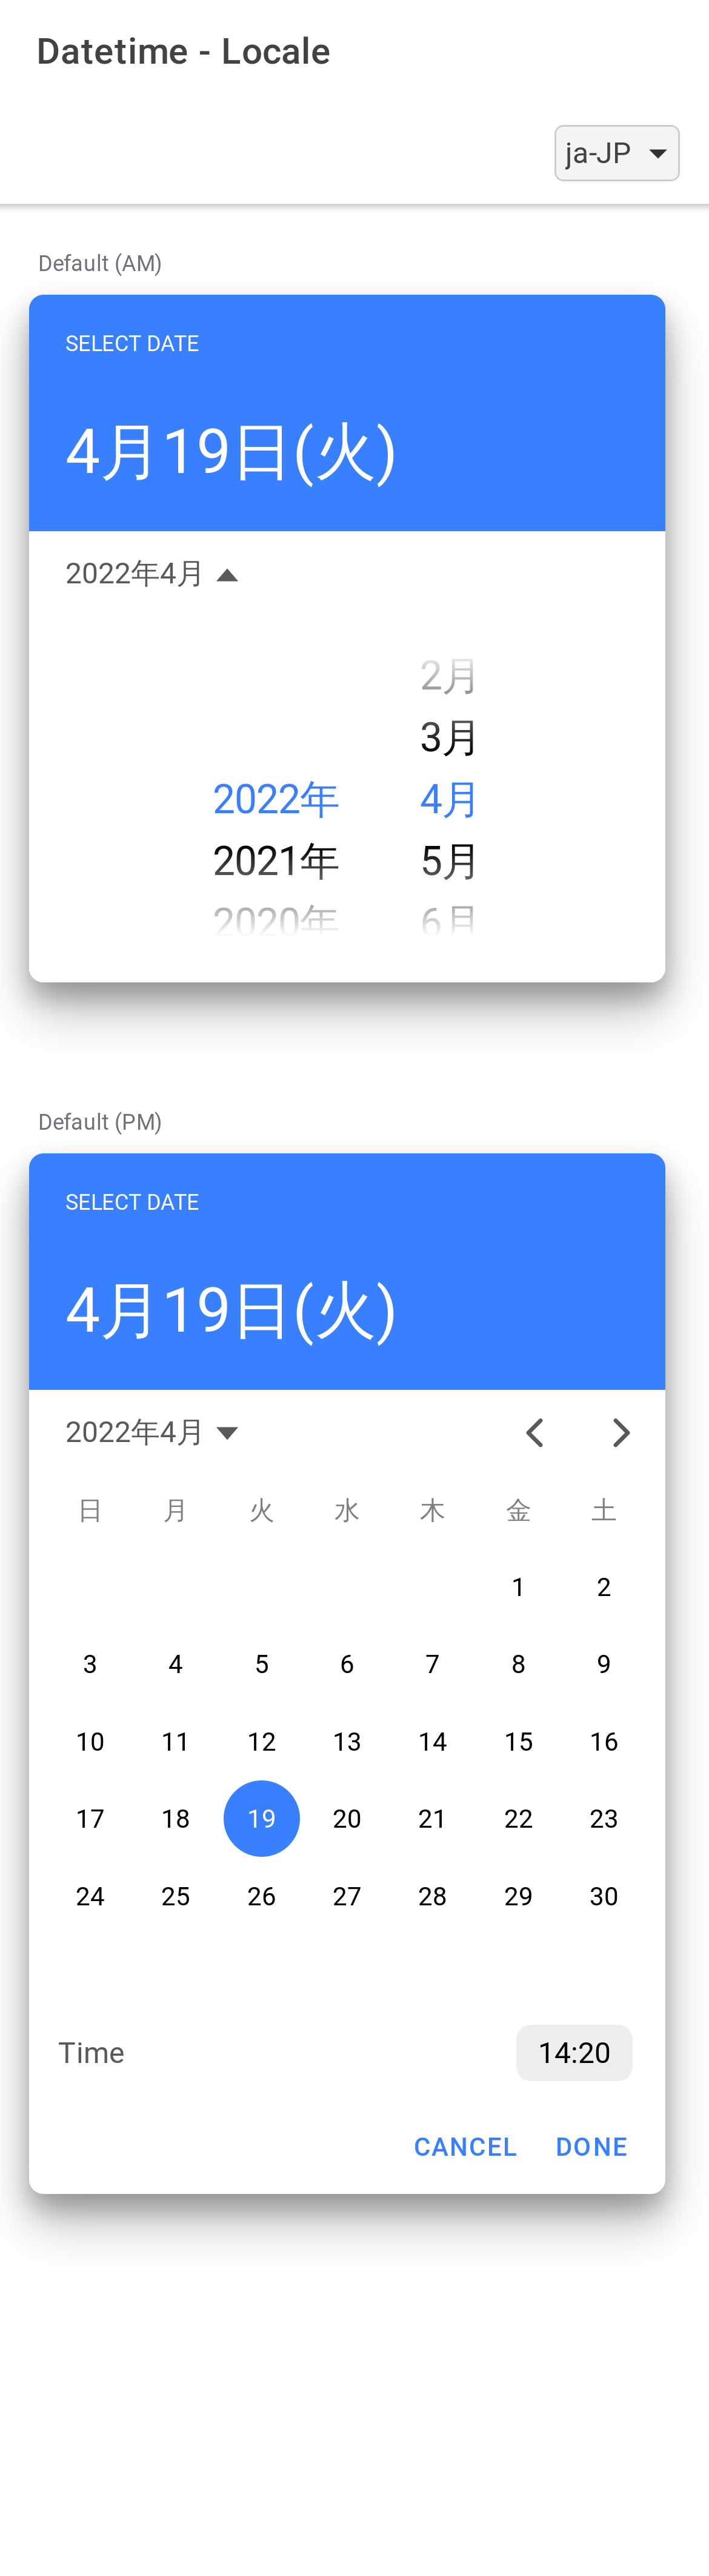 Datetime - Locale
ja-JP
Default (AM)
SELECT DATE
4月19日(火)
2022年4月
2月
3月
2022年 4月
2021年 5月
2020年 6月
Default (PM)
SELECT DATE
4月19日(火)
2022年4月
日 月 火 水 木 金 土
1 2
3 4 5 6 7 8 9
10 11 12 13 14 15 16
17 18 19 20 21 22 23
24 25 26 27 28 29 30
Time 14:20
CANCEL DONE